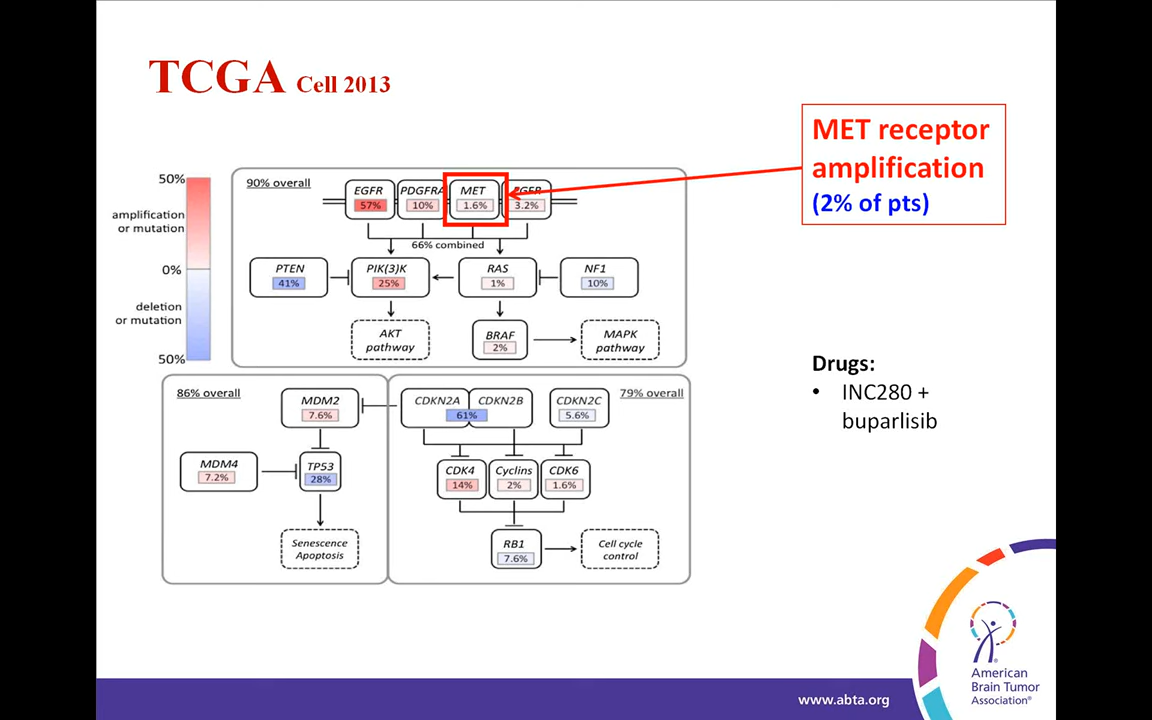 TCGA Cell 2013
MET receptor
amplification
(2% of pts)
50%
amplification
or mutation
0%
deletion
or mutation
50%
90% overall
EGFR PDGFRA MET FGFR
57% 10% 1.6% 3.2%
66% combined
PTEN PIK(3)K RAS NF1
41% 25% 1% 10%
AKT
pathway
BRAF
2%
MAPK
pathway
Drugs:
• INC280 +
buparlisib
86% overall
MDM2
7.6%
MDM4
7.2%
TP53
28%
Senescence
Apoptosis
79% overall
CDKN2A CDKN2B CDKN2C
61% 5.6%
CDK4 Cyclins CDK6
14% 2% 1.6%
RB1
7.6%
Cell cycle
control
American
Brain Tumor
Association®
www.abta.org